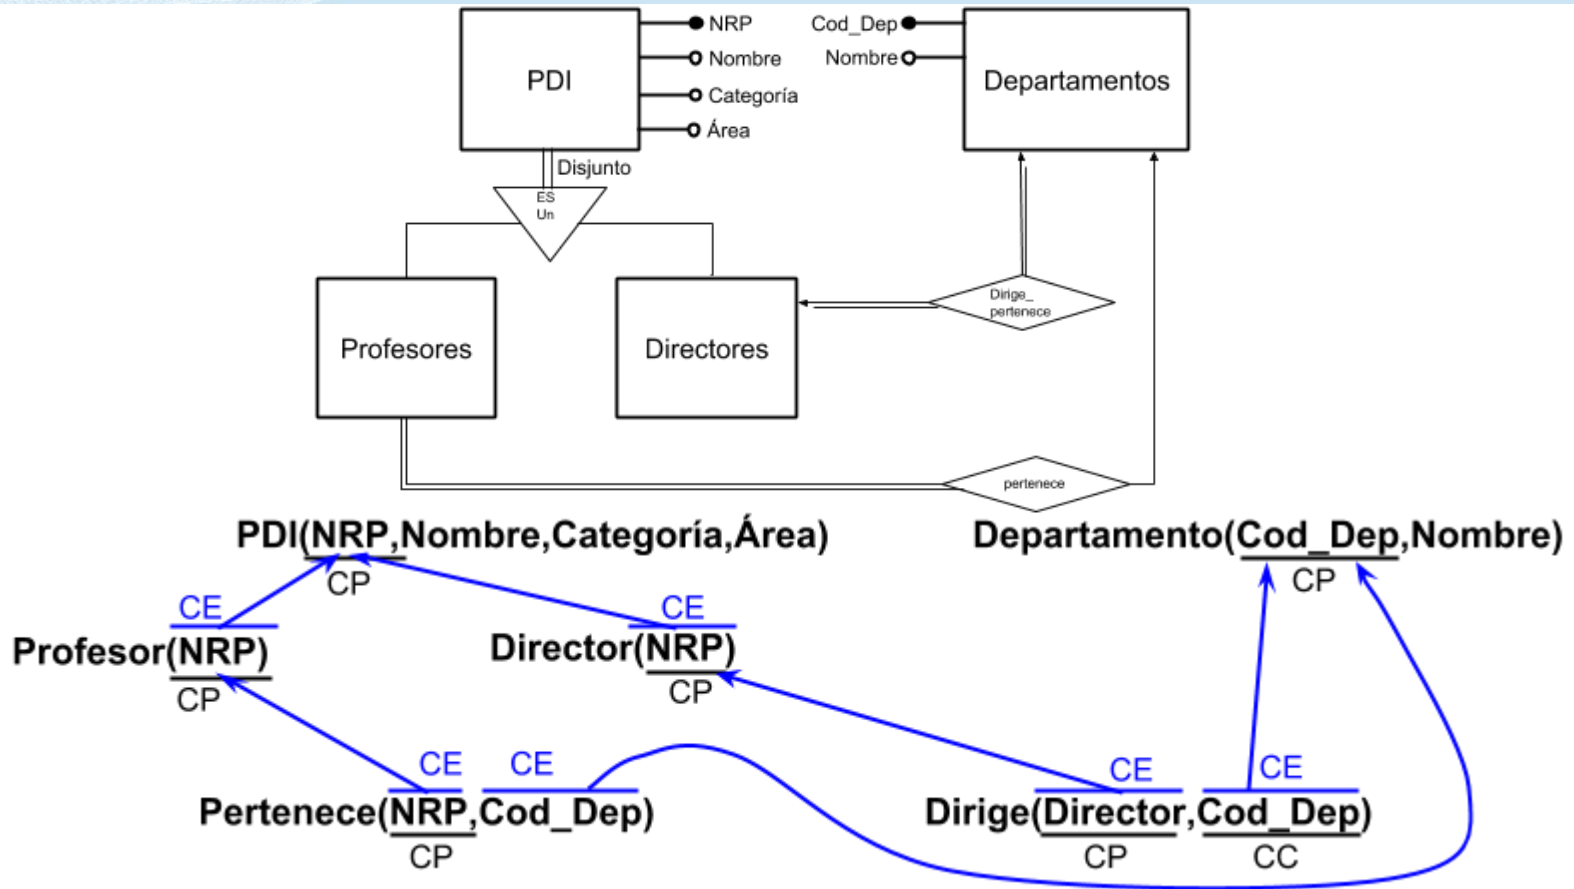 NRP
Nombre
Categoría
Área
PDI
Cod_Dep
Nombre
Departamentos
Disjunto
ES
Un
Profesores
Directores
Dirige_
pertenece
pertenece
PDI(NRP,Nombre,Categoría,Área)
CP
Departamento(Cod_Dep,Nombre)
CP
CE
Profesor(NRP)
CP
CE
Director(NRP)
CP
CE CE
Pertenece(NRP,Cod_Dep)
CP
CE CE
Dirige(Director,Cod_Dep)
CP CC